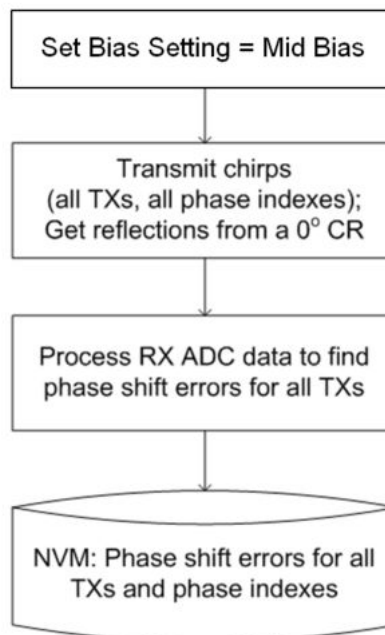 Set Bias Setting = Mid Bias
Transmit chirps
(all TXs, all phase indexes);
Get reflections from a 0° CR
Process RX ADC data to find
phase shift errors for all TXs
NVM: Phase shift errors for all
TXs and phase indexes